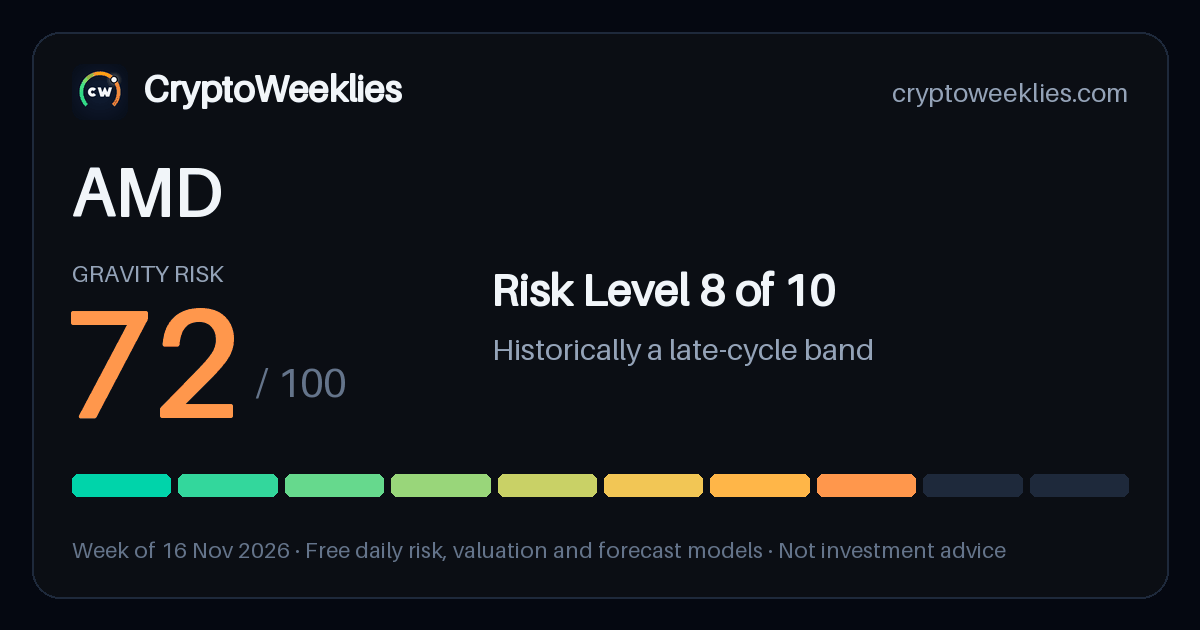 CW
CryptoWeeklies
cryptoweeklies.com
AMD
GRAVITY RISK
72 / 100
Risk Level 8 of 10
Historically a late-cycle band
Week of 16 Nov 2026 · Free daily risk, valuation and forecast models · Not investment advice